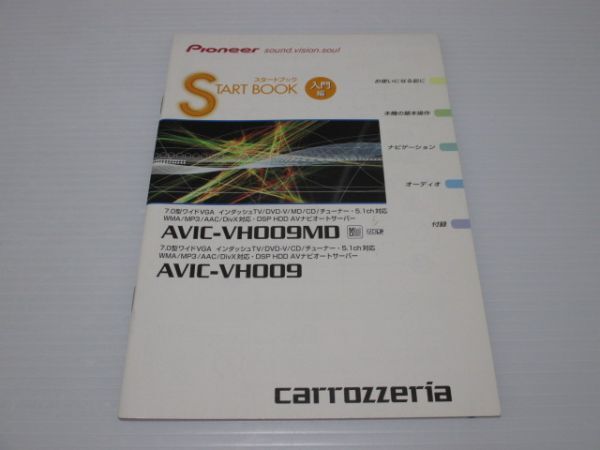 Pioneer sound.vision.soul
スタートブック
START BOOK
入門編
お使いになる前に
本機の基本操作
ナビゲーション
オーディオ
付録
7.0型ワイドVGA インダッシュTV/DVD-V/MD/CD/チューナー・5.1ch対応
WMA/MP3/AAC/DivX対応・DSP HDD AVナビオートサーバー
AVIC-VH009MD
7.0型ワイドVGA インダッシュTV/DVD-V/CD/チューナー・5.1ch対応
WMA/MP3/AAC/DivX対応・DSP HDD AVナビオートサーバー
AVIC-VH009
carrozzeria